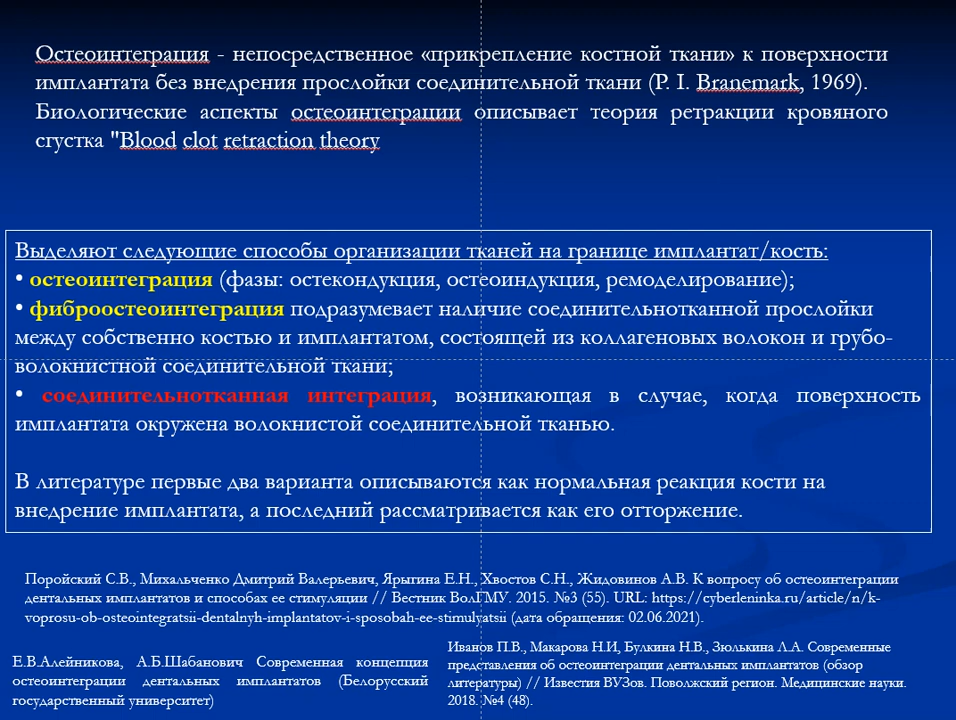 Остеоинтеграция - непосредственное «прикрепление костной ткани» к поверхности
имплантата без внедрения прослойки соединительной ткани (P. I. Branemark, 1969).
Биологические аспекты остеоинтеграции описывает теория ретракции кровяного
сгустка "Blood clot retraction theory
Выделяют следующие способы организации тканей на границе имплантат/кость:
• остеоинтеграция (фазы: остекондукция, остеоиндукция, ремоделирование);
• фиброостеоинтеграция подразумевает наличие соединительнотканной прослойки
между собственно костью и имплантатом, состоящей из коллагеновых волокон и грубо-
волокнистной соединительной ткани;
• соединительнотканная интеграция, возникающая в случае, когда поверхность
имплантата окружена волокнистой соединительной тканью.
В литературе первые два варианта описываются как нормальная реакция кости на
внедрение имплантата, а последний рассматривается как его отторжение.
Поройский С.В., Михальченко Дмитрий Валерьевич, Ярыгина Е.Н., Хвостов С.Н., Жидовинов А.В. К вопросу об остеоинтеграции
дентальных имплантатов и способах ее стимуляции // Вестник ВолГМУ. 2015. №3 (55). URL: https://cyberleninka.ru/article/n/k-
voprosu-ob-osteointegratsii-dentalnyh-implantatov-i-sposobah-ee-stimulyatsii (дата обращения: 02.06.2021).
Е.В.Алейникова, А.Б.Шабанович Современная концепция
остеоинтеграции дентальных имплантатов (Белорусский
государственный университет)
Иванов П.В., Макарова Н.И, Булкина Н.В., Зюлькина Л.А. Современные
представления об остеоинтеграции дентальных имплантатов (обзор
литературы) // Известия ВУЗов. Поволжский регион. Медицинские науки.
2018. №4 (48).